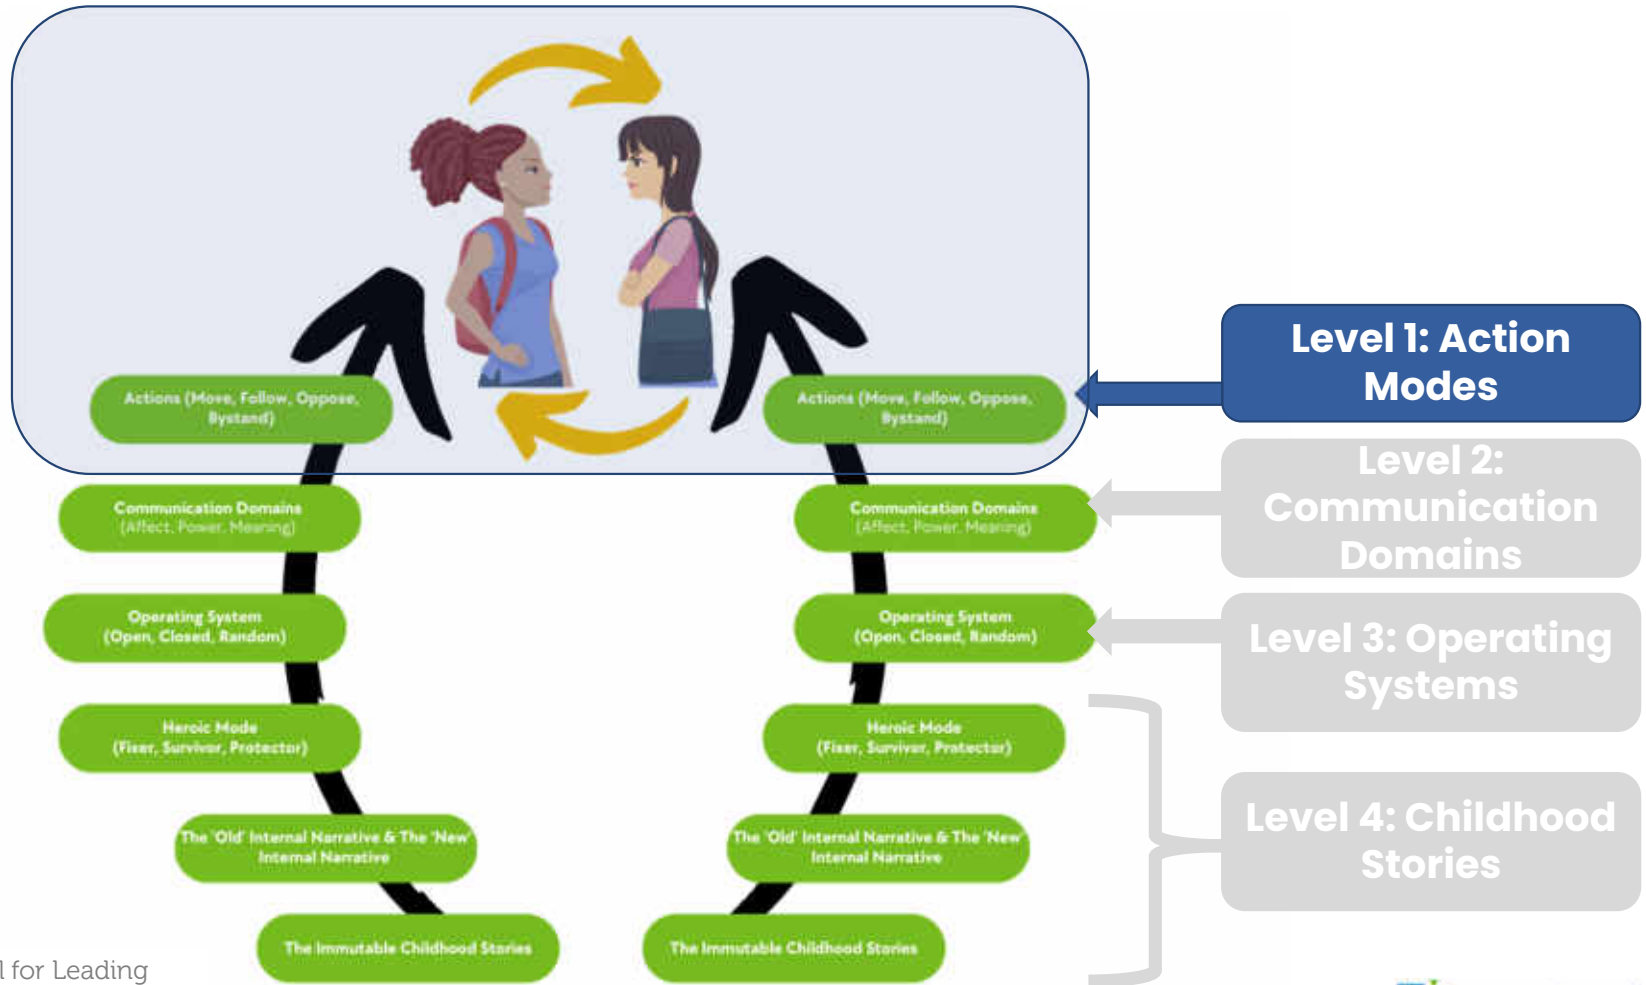 Actions (Move, Follow, Oppose,
Bystand)
Communication Domains
(Affect, Power, Meaning)
Operating System
(Open, Closed, Random)
Heroic Mode
(Fixer, Survivor, Protector)
The 'Old' Internal Narrative & The 'New'
Internal Narrative
The Immutable Childhood Stories
Actions (Move, Follow, Oppose,
Bystand)
Communication Domains
(Affect, Power, Meaning)
Operating System
(Open, Closed, Random)
Heroic Mode
(Fixer, Survivor, Protector)
The 'Old' Internal Narrative & The 'New'
Internal Narrative
The Immutable Childhood Stories
Level 1: Action
Modes
Level 2:
Communication
Domains
Level 3: Operating
Systems
Level 4: Childhood
Stories
for Leading